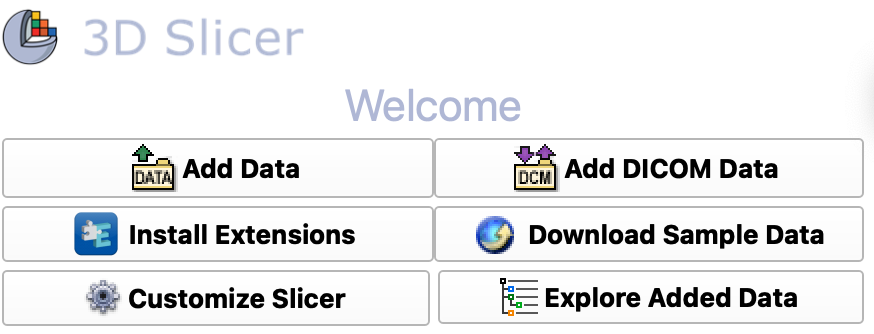 3D Slicer
Welcome
DATA Add Data
DCM Add DICOM Data
E Install Extensions
Download Sample Data
Customize Slicer
Explore Added Data